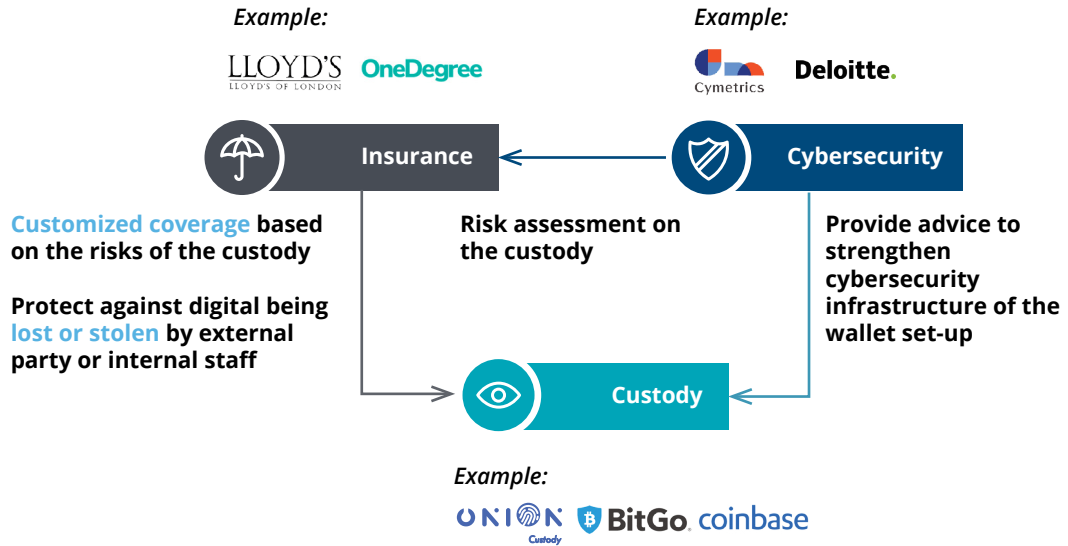 Example:
Example:
LLOYD'S
LLOYD'S OF LONDON
OneDegree
Cymetrics
Deloitte.
Insurance
Cybersecurity
Customized coverage based
on the risks of the custody
Protect against digital being
lost or stolen by external
party or internal staff
Risk assessment on
the custody
Provide advice to
strengthen
cybersecurity
infrastructure of the
wallet set-up
Custody
Example:
ONION
Custody
BitGo.
coinbase